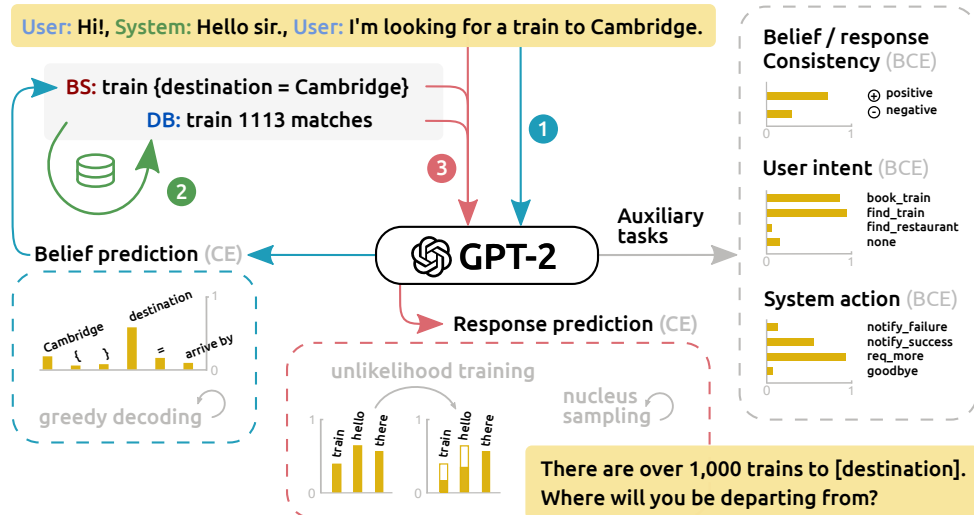 User: Hi!, System: Hello sir., User: I'm looking for a train to Cambridge.
BS: train {destination = Cambridge}
DB: train 1113 matches
1
3
2
Belief prediction (CE)
GPT-2
Auxiliary
tasks
Cambridge
{
}
destination
=
arrive by
1
0
greedy decoding
Response prediction (CE)
unlikelihood training
nucleus
sampling
1
0
train
hello
there
1
0
train
hello
there
There are over 1,000 trains to [destination].
Where will you be departing from?
Belief / response
Consistency (BCE)
+ positive
- negative
0 1
User intent (BCE)
book_train
find_train
find_restaurant
none
0 1
System action (BCE)
notify_failure
notify_success
req_more
goodbye
0 1